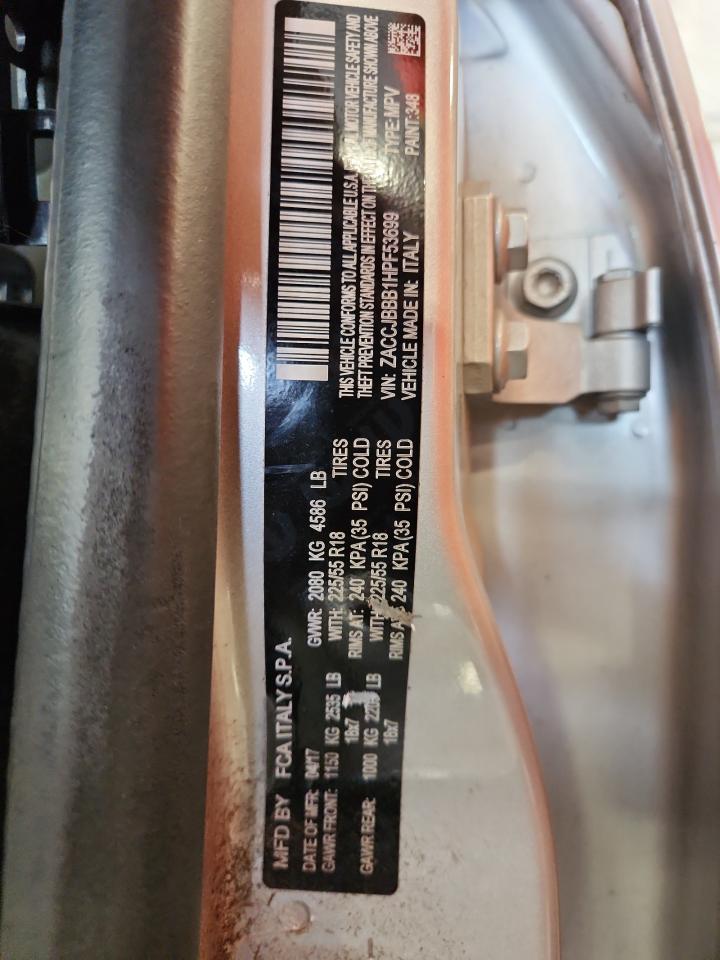 MFD BY FCA ITALY S.P.A.
DATE OF MFR: 04/17 GVWR: 2080 KG 4586 LB
GAWR FRONT: 1150 KG 2535 LB WITH: 225/55 R18 TIRES
18x7 RIMS AT: 240 KPA(35 PSI) COLD
GAWR REAR: 1000 KG 2205 LB WITH: 225/55 R18 TIRES
18x7 RIMS AT: 240 KPA(35 PSI) COLD
THIS VEHICLE CONFORMS TO ALL APPLICABLE U.S.A. MOTOR VEHICLE SAFETY AND
THEFT PREVENTION STANDARDS IN EFFECT ON THE MANUFACTURE SHOWN ABOVE
VIN: ZACCJBBB1HPF53699 TYPE: MPV
VEHICLE MADE IN: ITALY PAINT: 348